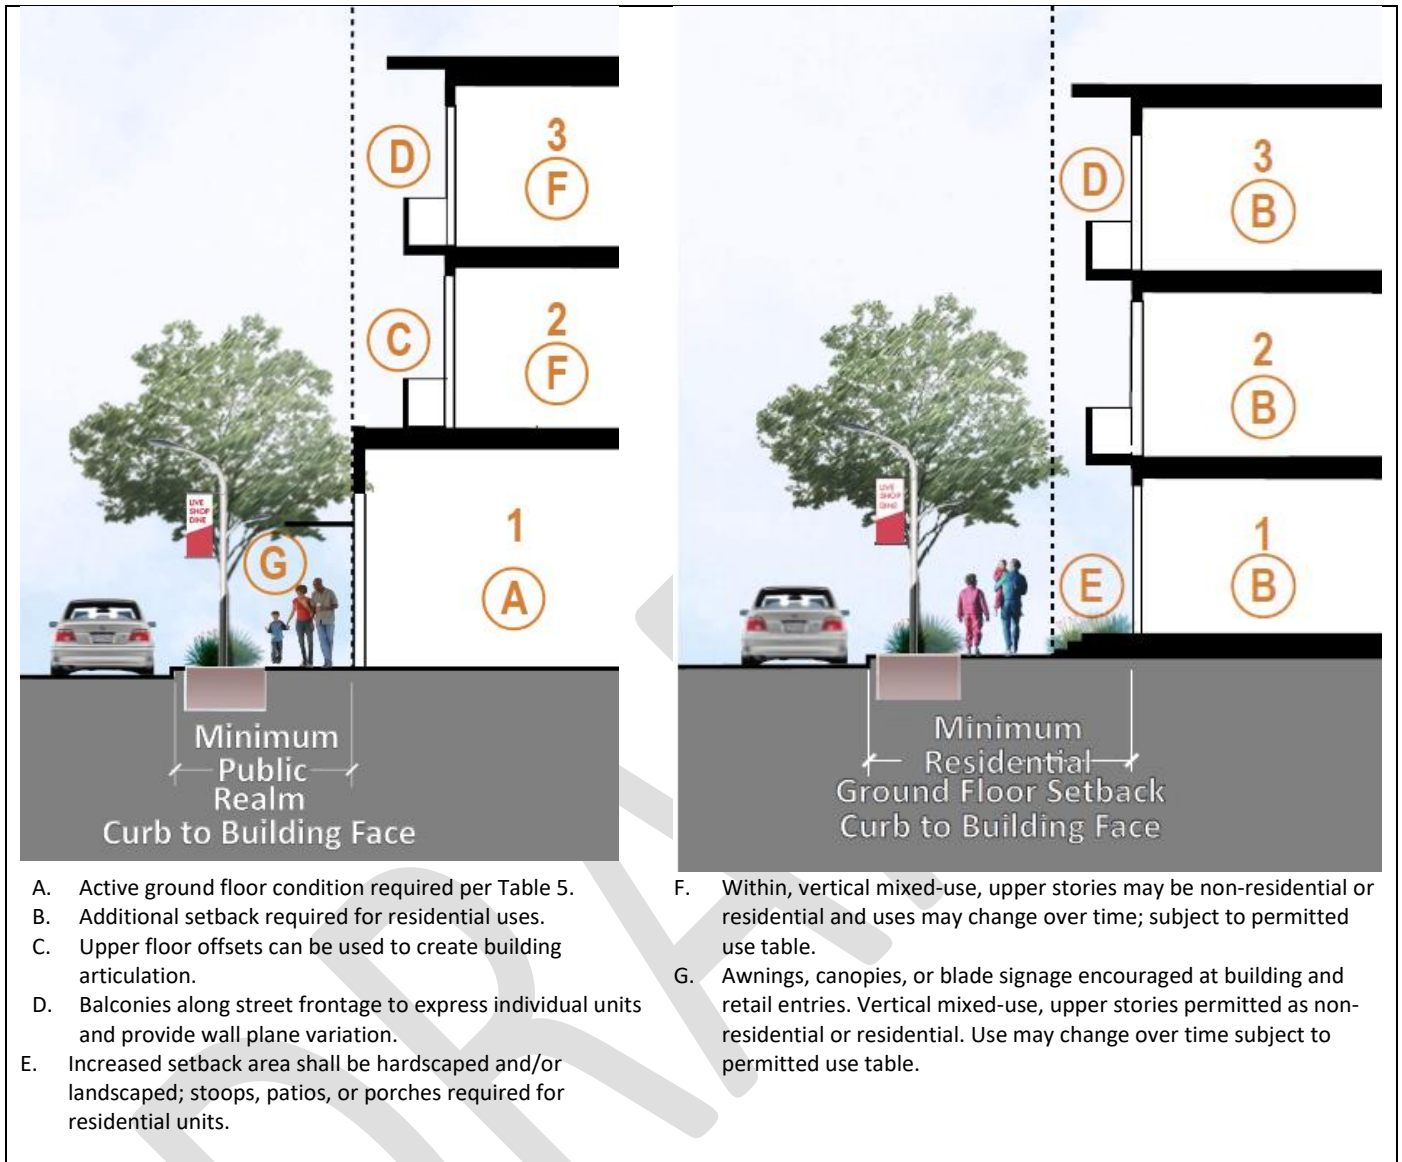 D
3
F
C
2
F
LIVE
SHOP
DINE
G
1
A
Minimum
Public
Realm
Curb to Building Face
D
3
B
2
B
LIVE
SHOP
DINE
E
1
B
Minimum
Residential
Ground Floor Setback
Curb to Building Face
A. Active ground floor condition required per Table 5.
B. Additional setback required for residential uses.
C. Upper floor offsets can be used to create building
articulation.
D. Balconies along street frontage to express individual units
and provide wall plane variation.
E. Increased setback area shall be hardscaped and/or
landscaped; stoops, patios, or porches required for
residential units.
F. Within, vertical mixed-use, upper stories may be non-residential or
residential and uses may change over time; subject to permitted
use table.
G. Awnings, canopies, or blade signage encouraged at building and
retail entries. Vertical mixed-use, upper stories permitted as non-
residential or residential. Use may change over time subject to
permitted use table.
DRAFT